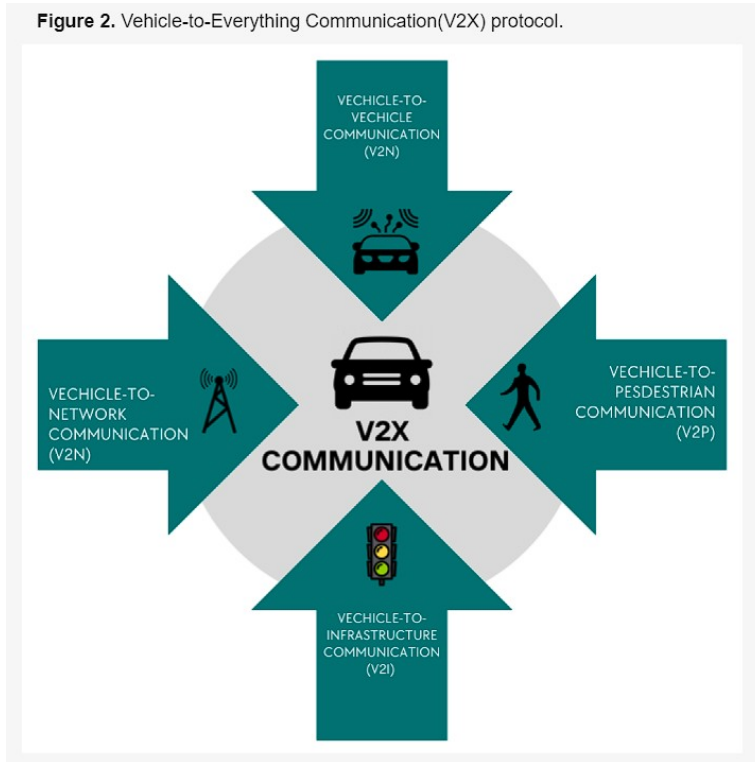 Figure 2. Vehicle-to-Everything Communication(V2X) protocol.
VECHICLE-TO-
VECHICLE
COMMUNICATION
(V2N)
VECHICLE-TO-
NETWORK
COMMUNICATION
(V2N)
V2X
COMMUNICATION
VECHICLE-TO-
PESDESTRIAN
COMMUNICATION
(V2P)
VECHICLE-TO-
INFRASTRUCTURE
COMMUNICATION
(V2I)